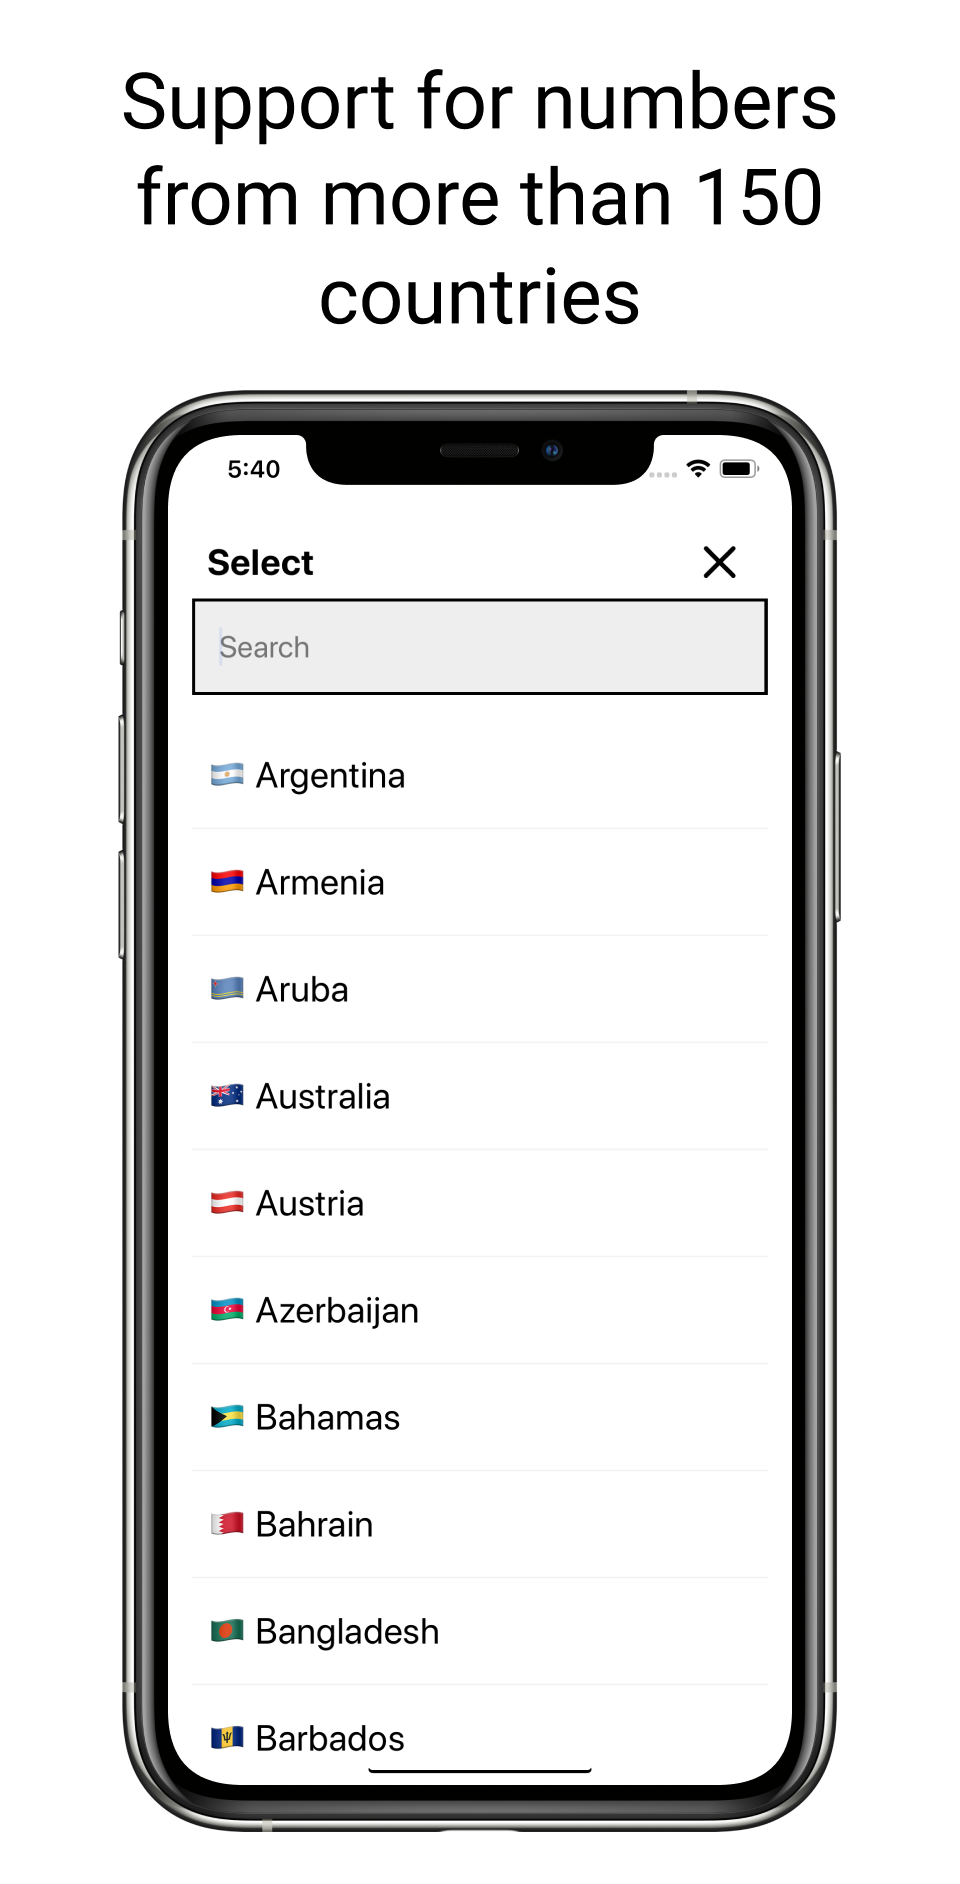 Support for numbers
from more than 150
countries
5:40
Select
Search
Argentina
Armenia
Aruba
Australia
Austria
Azerbaijan
Bahamas
Bahrain
Bangladesh
Barbados